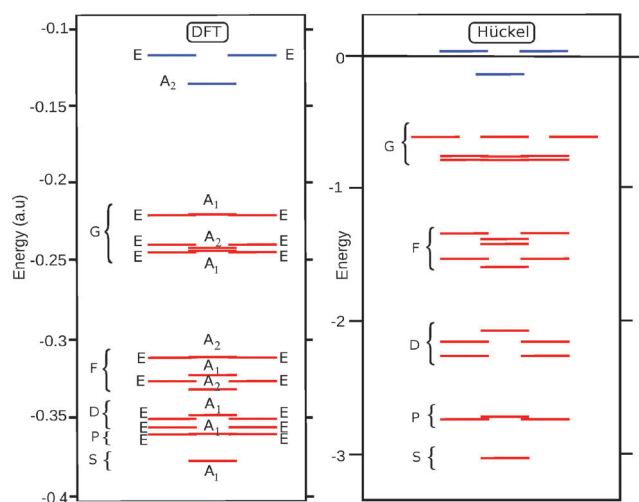 DFT
Hückel
Energy (a.u)
-0.1
-0.15
-0.2
-0.25
-0.3
-0.35
-0.4
E E
A2
A1
E E
G
E A2 E
E E
A1
A2
E E
F
A1
E A2 E
A1
D
E E
E A1 E
P
E E
S
A1
Energy
0
-1
-2
-3
G
F
D
P
S